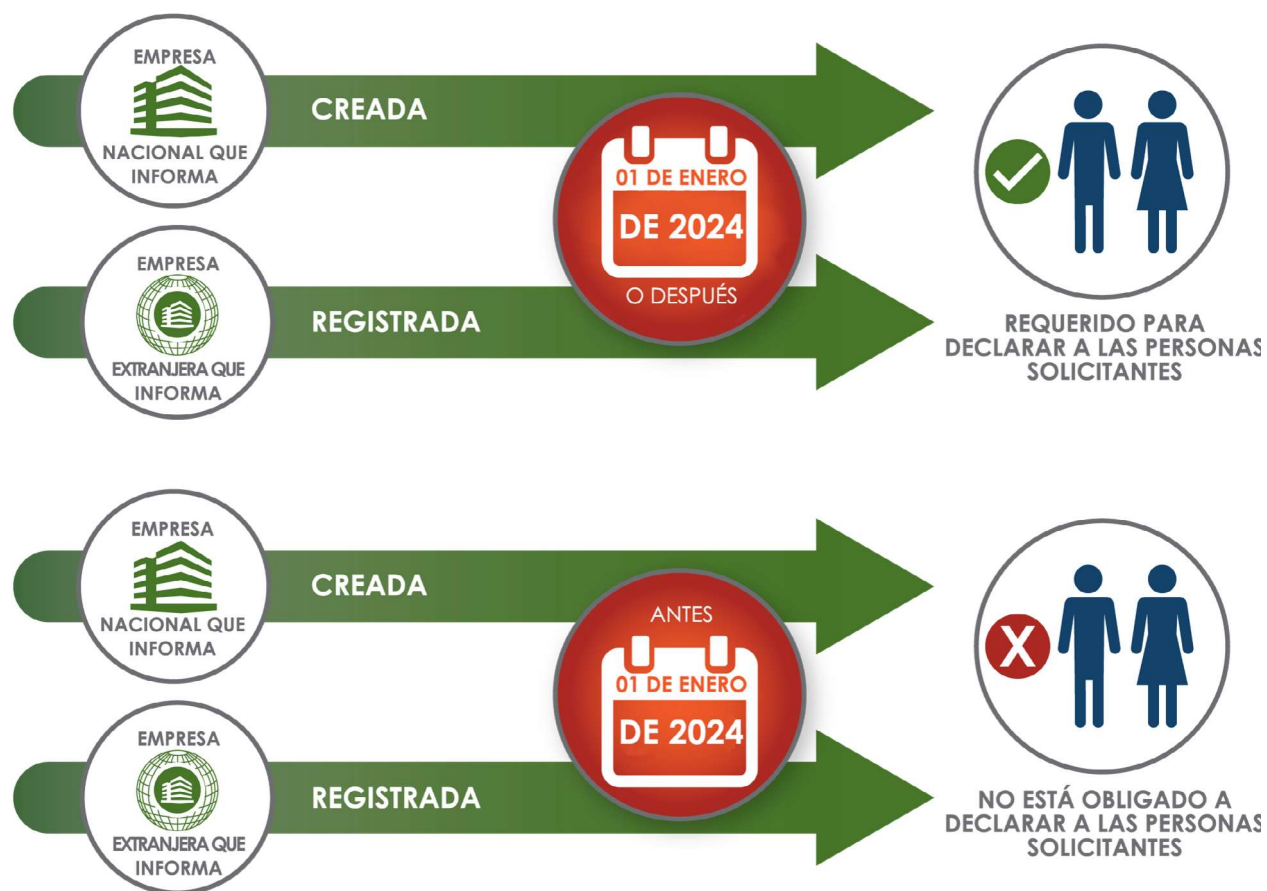 EMPRESA
NACIONAL QUE
INFORMA
CREADA
EMPRESA
EXTRANJERA QUE
INFORMA
REGISTRADA
01 DE ENERO
DE 2024
O DESPUÉS
REQUERIDO PARA
DECLARAR A LAS PERSONAS
SOLICITANTES
EMPRESA
NACIONAL QUE
INFORMA
CREADA
EMPRESA
EXTRANJERA QUE
INFORMA
REGISTRADA
ANTES
01 DE ENERO
DE 2024
X
NO ESTÁ OBLIGADO A
DECLARAR A LAS PERSONAS
SOLICITANTES